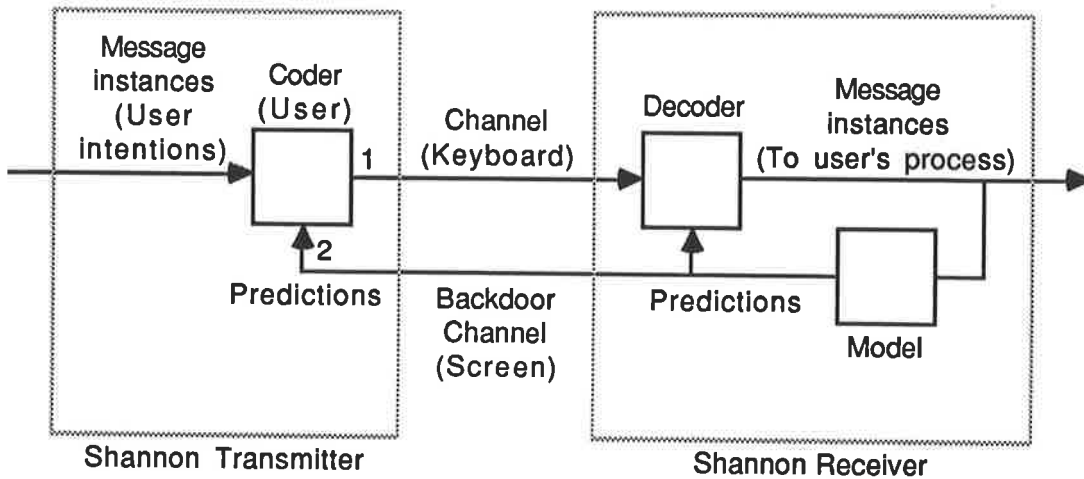 Message
instances
(User
intentions)
Coder
(User)
1
2
Predictions
Channel
(Keyboard)
Backdoor
Channel
(Screen)
Decoder
Message
instances
(To user's process)
Predictions
Model
Shannon Transmitter
Shannon Receiver